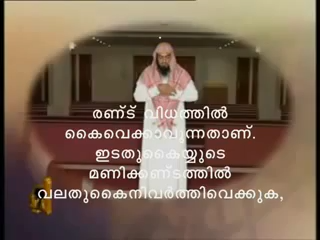 രണ്ട് വിധത്തിൽ
കൈവെക്കാവുന്നതാണ്.
ഇടതുകൈയ്യുടെ
മണിക്കണ്ടത്തിൽ
വലതുകൈനിവർത്തിവെക്കുക,